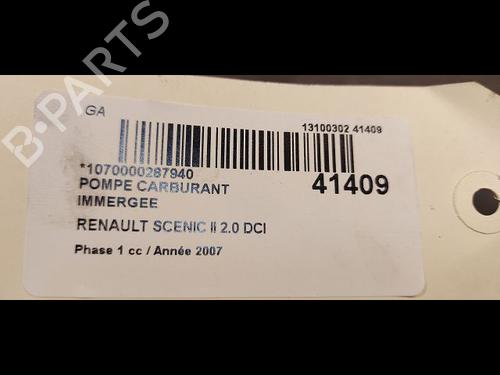 GA
13100302 41409
*1070000287940
POMPE CARBURANT
41409
IMMERGEE
RENAULT SCENIC II 2.0 DCI
Phase 1 cc / Année 2007
B-PARTS